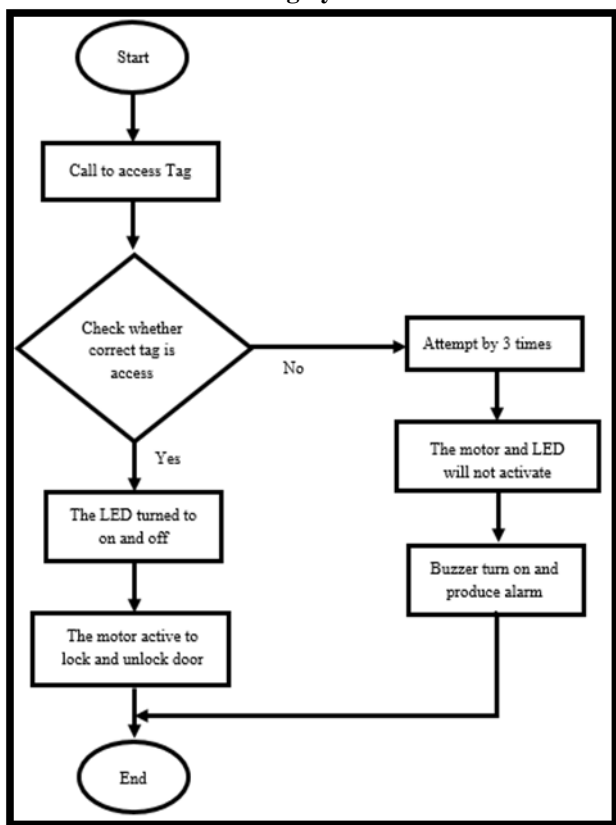 Start
Call to access Tag
Check whether
correct tag is
access
No
Attempt by 3 times
The motor and LED
will not activate
Yes
The LED turned to
on and off
Buzzer turn on and
produce alarm
The motor active to
lock and unlock door
End